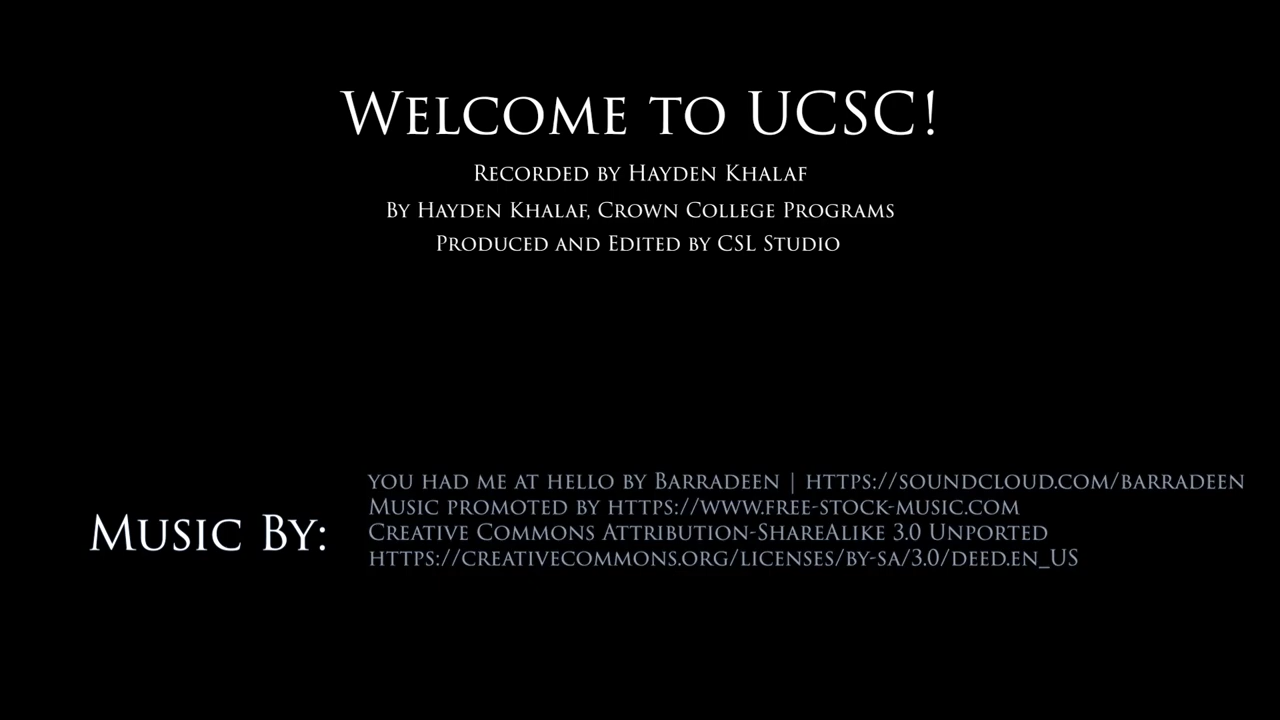 Welcome to UCSC!
Recorded by Hayden Khalaf
By Hayden Khalaf, Crown College Programs
Produced and Edited by CSL Studio
you had me at hello by Barradeen | https://soundcloud.com/barradeen
Music promoted by https://www.free-stock-music.com
Music By:
Creative Commons Attribution-ShareAlike 3.0 Unported
https://creativecommons.org/licenses/by-sa/3.0/deed.en_US